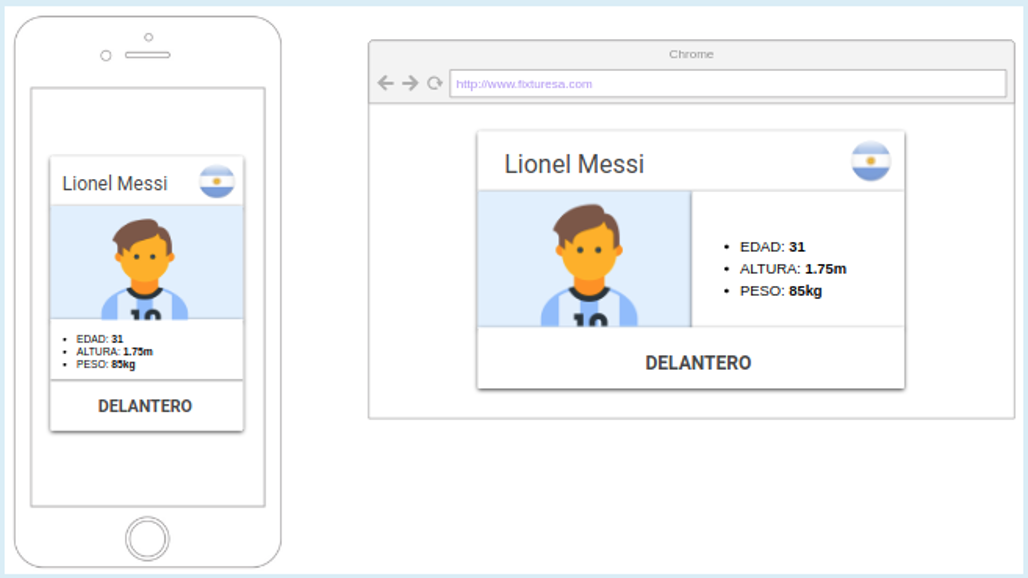 Lionel Messi
10
EDAD: 31
ALTURA: 1.75m
PESO: 85kg
DELANTERO
Chrome
http://www.fixturesa.com
Lionel Messi
10
EDAD: 31
ALTURA: 1.75m
PESO: 85kg
DELANTERO